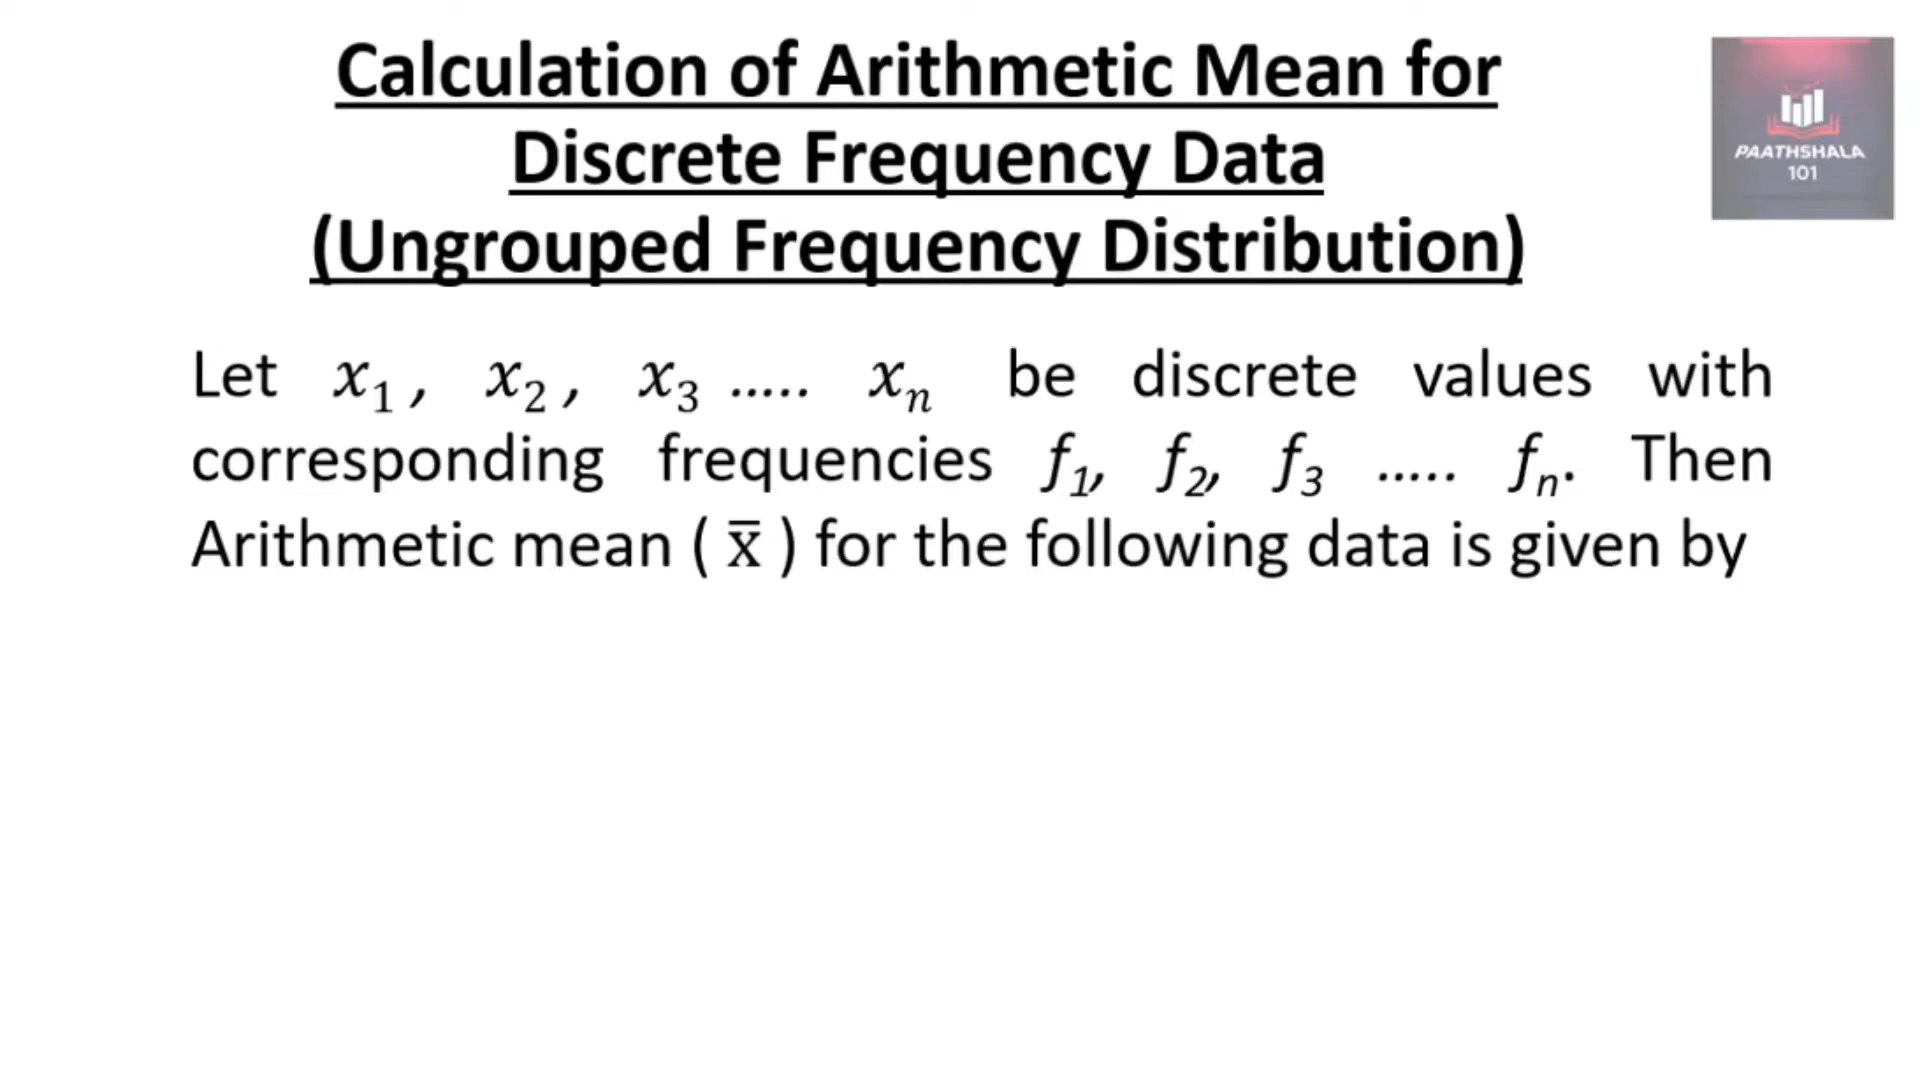 Calculation of Arithmetic Mean for
Discrete Frequency Data
(Ungrouped Frequency Distribution)
PAATHSHALA
101
Let x₁ , x₂ , x₃ ..... xₙ be discrete values with
corresponding frequencies f₁, f₂, f₃ ..... fₙ. Then
Arithmetic mean ( x̅ ) for the following data is given by